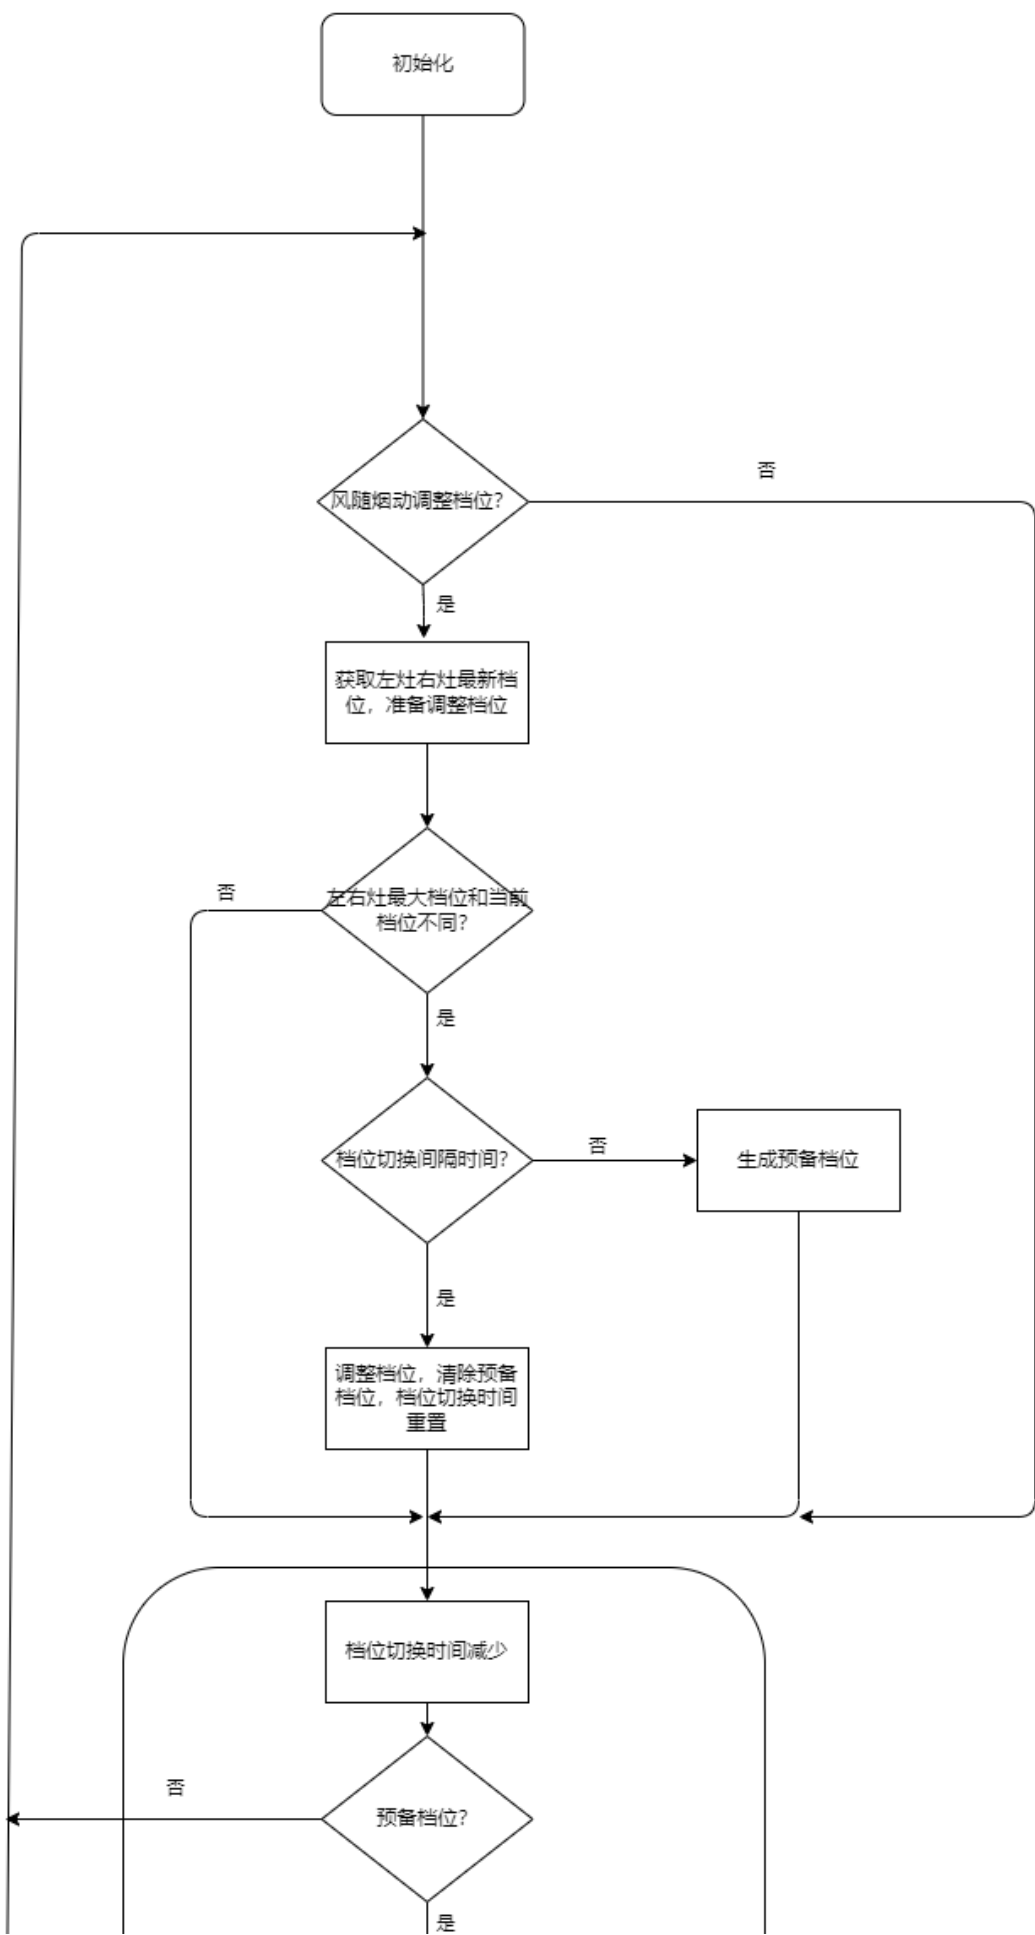 初始化
风随烟动调整档位？
否
是
获取左灶右灶最新档
位，准备调整档位
否
左右灶最大档位和当前
档位不同？
是
档位切换间隔时间？
否
生成预备档位
是
调整档位，清除预备
档位，档位切换时间
重置
档位切换时间减少
否
预备档位？
是